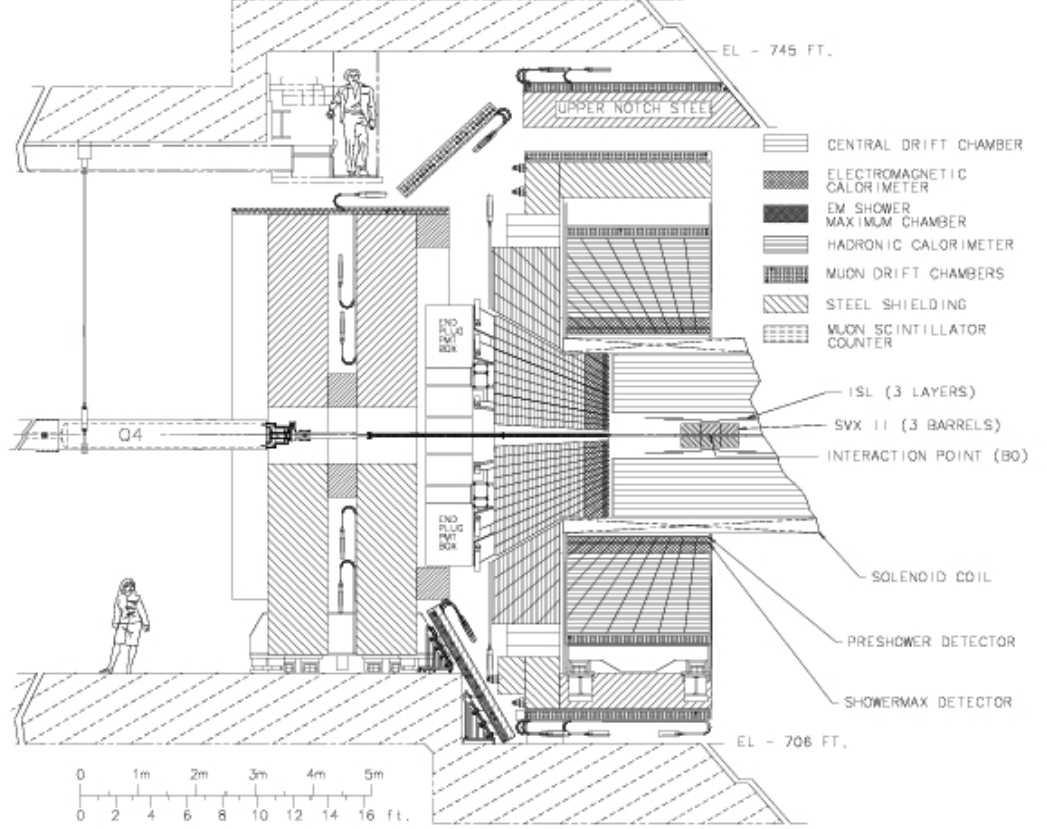 EL - 745 FT.
UPPER NOTCH STEEL
CENTRAL DRIFT CHAMBER
ELECTROMAGNETIC
CALORIMETER
EM SHOWER
MAXIMUM CHAMBER
HADRONIC CALORIMETER
MUON DRIFT CHAMBERS
STEEL SHIELDING
MUON SCINTILLATOR
COUNTER
END
PLUG
PMT
BOX
ISL (3 LAYERS)
SVX II (3 BARRELS)
Q4
INTERACTION POINT (B0)
END
PLUG
PMT
BOX
SOLENOID COIL
PRESHOWER DETECTOR
SHOWERMAX DETECTOR
EL - 706 FT.
0 1m 2m 3m 4m 5m
0 2 4 6 8 10 12 14 16 ft.